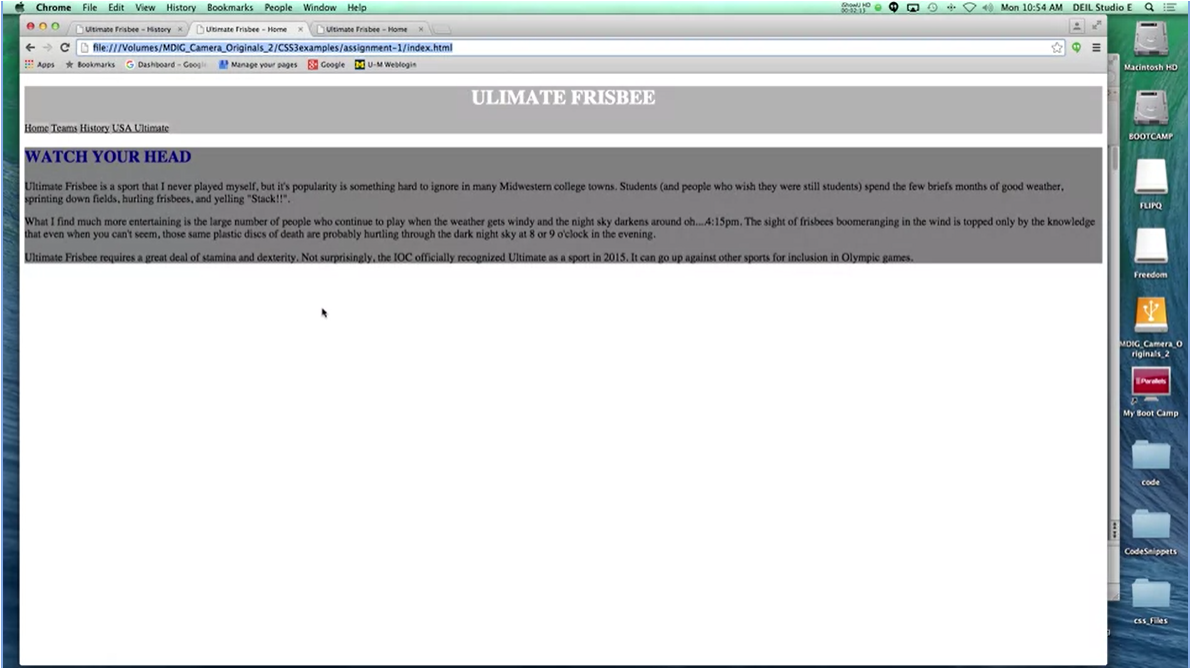 Chrome File Edit View History Bookmarks People Window Help
Mon 10:54 AM DEIL Studio E
Ultimate Frisbee - History
Ultimate Frisbee - Home
Ultimate Frisbee - Home
file:///Volumes/MDIG_Camera_Originals_2/CSS3examples/assignment-1/index.html
Apps Bookmarks Dashboard - Googl Manage your pages Google U-M Weblogin
ULIMATE FRISBEE
Home Teams History USA Ultimate
WATCH YOUR HEAD
Ultimate Frisbee is a sport that I never played myself, but it's popularity is something hard to ignore in many Midwestern college towns. Students (and people who wish they were still students) spend the few briefs months of good weather,
sprinting down fields, hurling frisbees, and yelling "Stack!!".
What I find much more entertaining is the large number of people who continue to play when the weather gets windy and the night sky darkens around oh....4:15pm. The sight of frisbees boomeranging in the wind is topped only by the knowledge
that even when you can't seem, those same plastic discs of death are probably hurtling through the dark night sky at 8 or 9 o'clock in the evening.
Ultimate Frisbee requires a great deal of stamina and dexterity. Not surprisingly, the IOC officially recognized Ultimate as a sport in 2015. It can go up against other sports for inclusion in Olympic games.
Macintosh HD
BOOTCAMP
FLIPQ
Freedom
MDIG_Camera_O
riginals_2
Parallels
My Boot Camp
code
CodeSnippets
css_Files